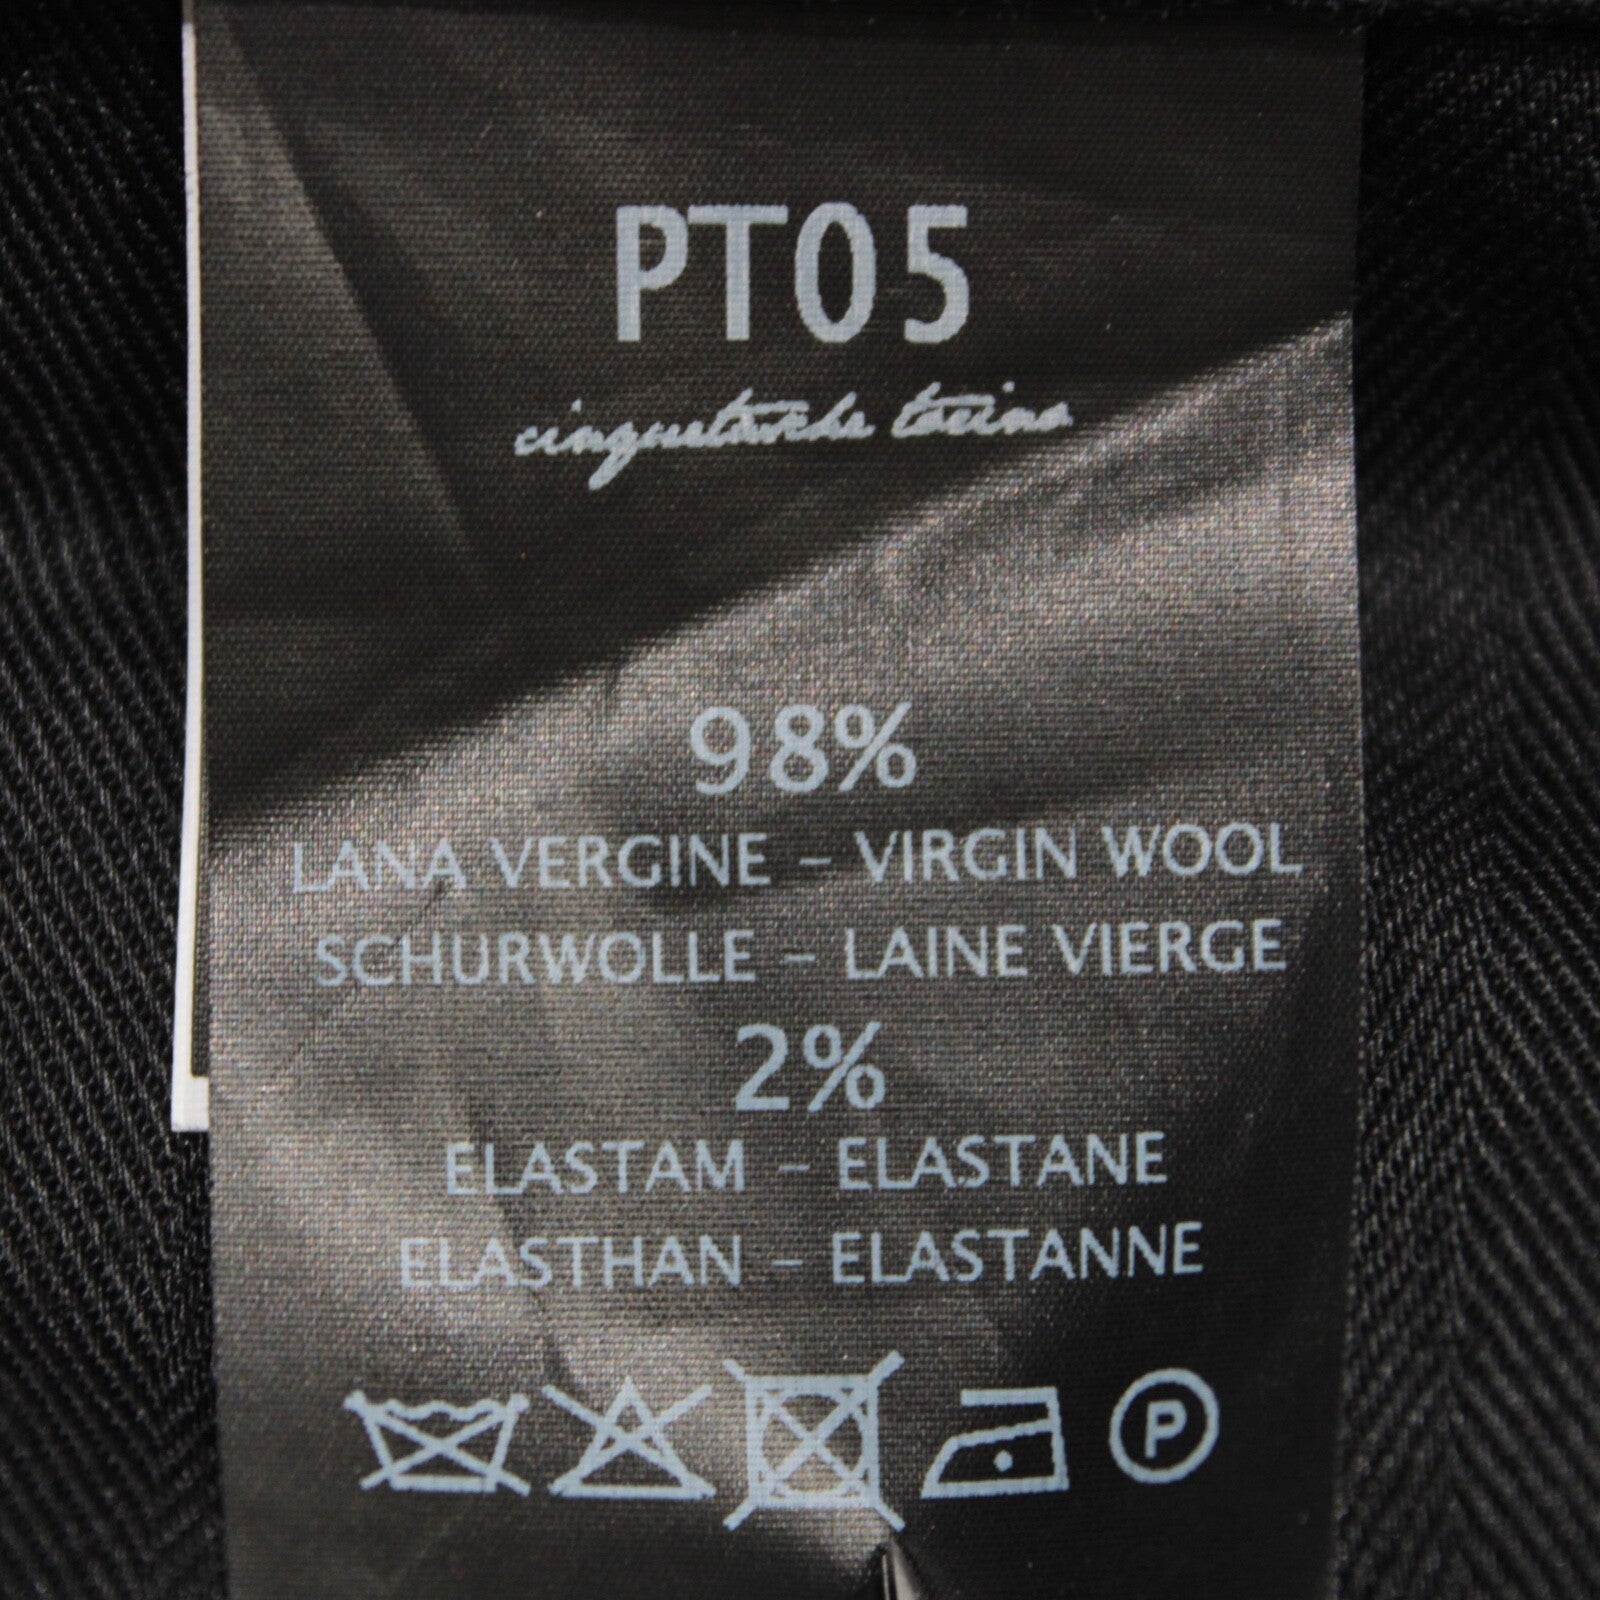 PT05
cinquetasche torino
98%
LANA VERGINE – VIRGIN WOOL
SCHURWOLLE – LAINE VIERGE
2%
ELASTAM – ELASTANE
ELASTHAN – ELASTANNE
P